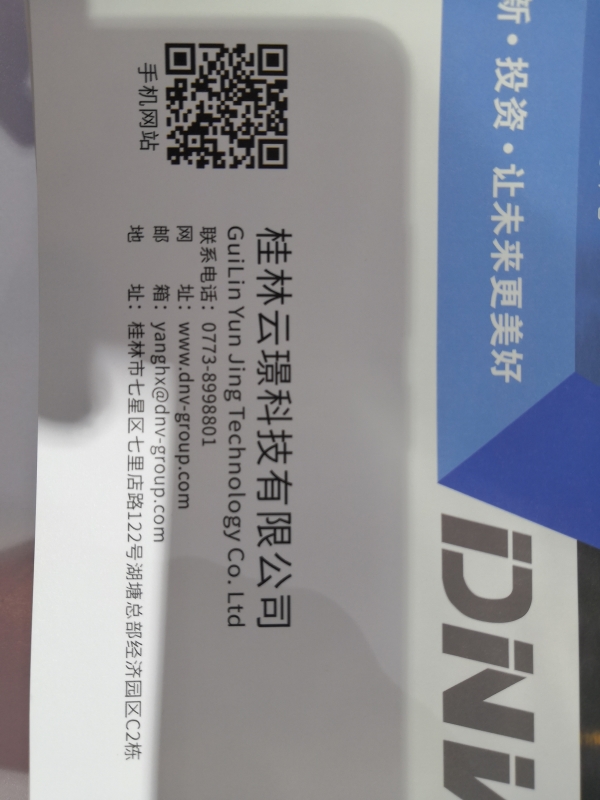 新·投资·让未来更美好
DNV
手机网站
桂林云璟科技有限公司
GuiLin Yun Jing Technology Co. Ltd
联系电话：0773-8998801
网 址：www.dnv-group.com
邮 箱：yanghx@dnv-group.com
地 址：桂林市七星区七里店路122号湖塘总部经济园区C2栋